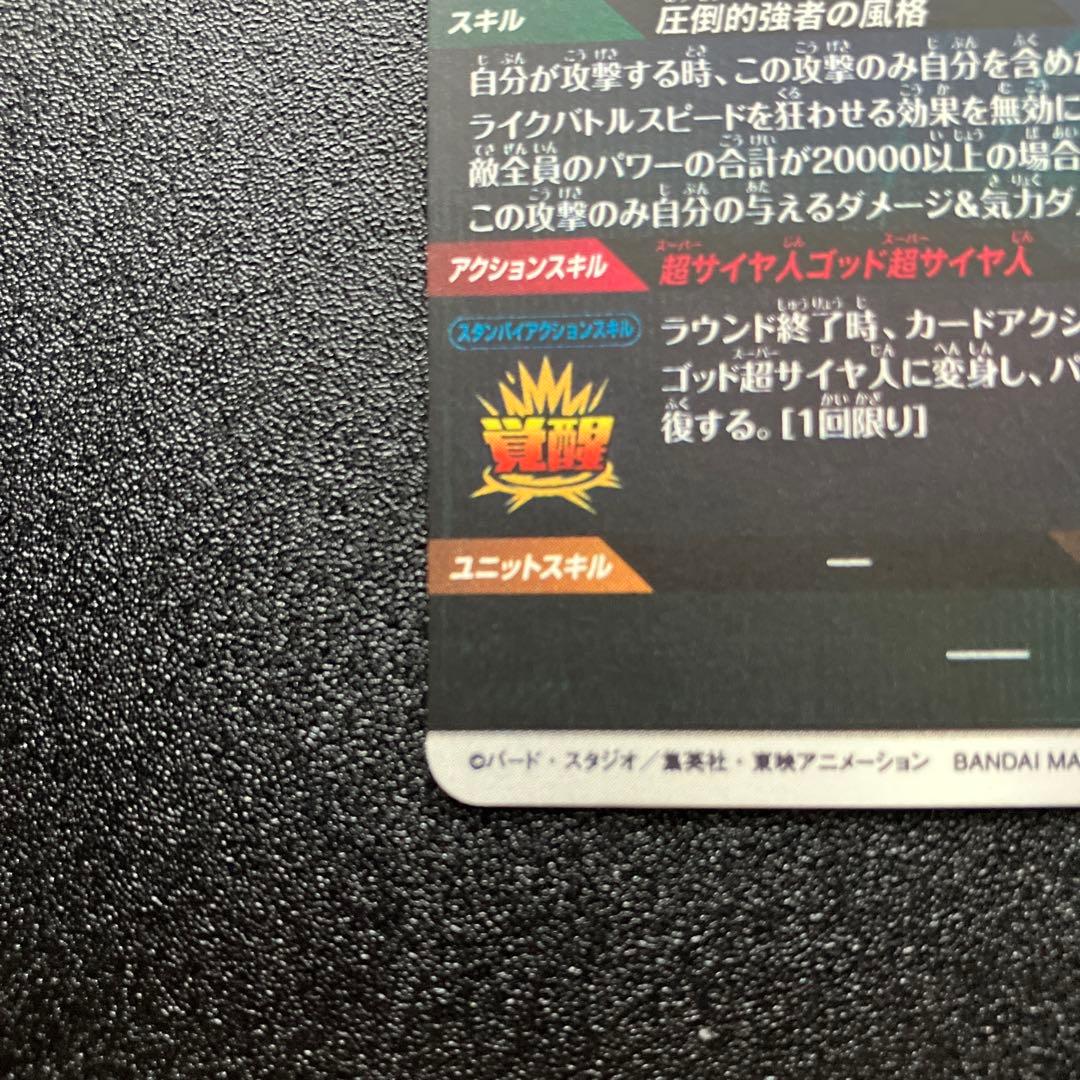 スキル 圧倒的強者の風格
自分が攻撃する時、この攻撃のみ自分を含め
ライクバトルスピードを狂わせる効果を無効に
敵全員のパワーの合計が20000以上の場合
この攻撃のみ自分の与えるダメージ&気力ダ
アクションスキル 超サイヤ人ゴッド超サイヤ人
スタンバイアクションスキル
覚醒
ラウンド終了時、カードアクシ
ゴッド超サイヤ人に変身し、パ
復する。[1回限り]
ユニットスキル ー
ー
©バード・スタジオ／集英社・東映アニメーション BANDAI MA